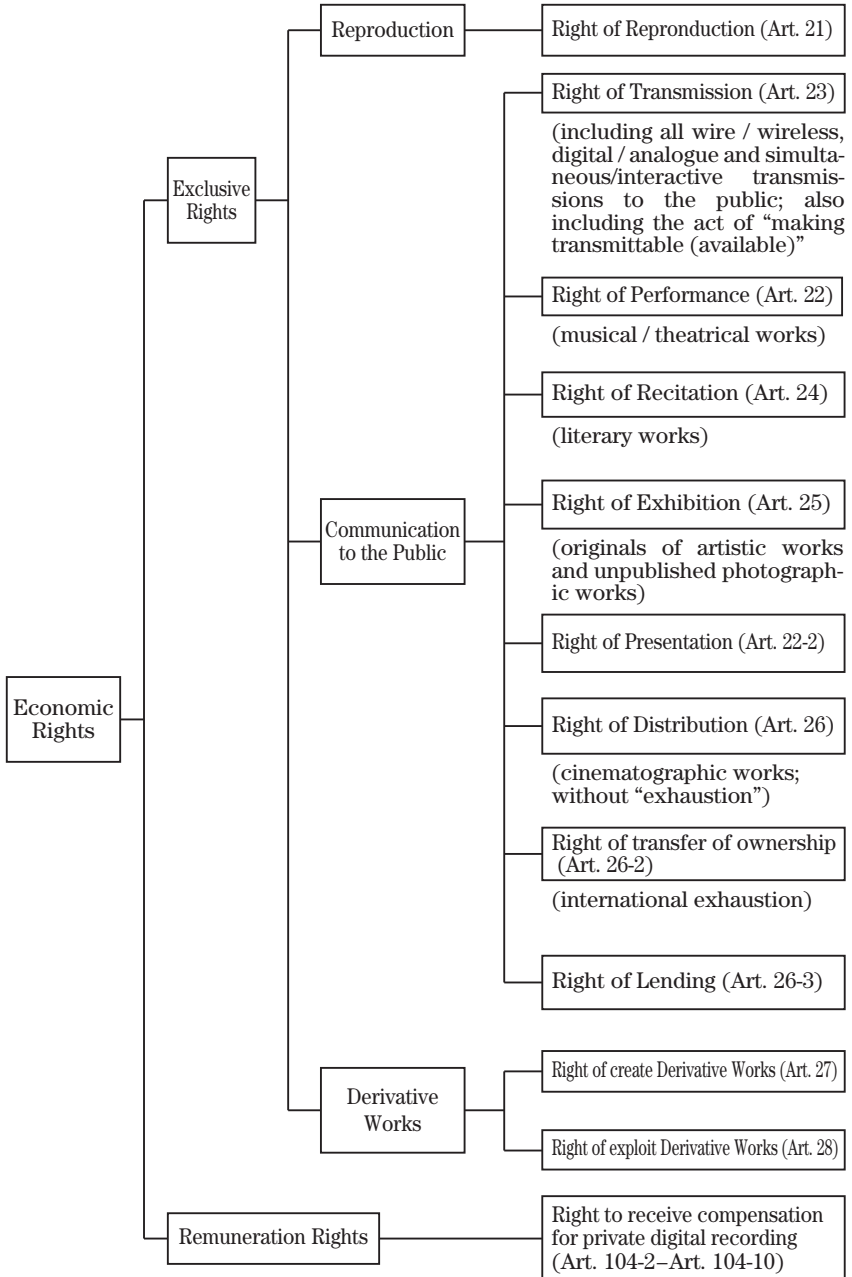 Reproduction
Right of Repronduction (Art. 21)
Right of Transmission (Art. 23)
(including all wire / wireless,
digital / analogue and simulta-
neous/interactive transmis-
sions to the public; also
including the act of “making
transmittable (available)”
Exclusive
Rights
Right of Performance (Art. 22)
(musical / theatrical works)
Right of Recitation (Art. 24)
(literary works)
Communication
to the Public
Right of Exhibition (Art. 25)
(originals of artistic works
and unpublished photograph-
ic works)
Right of Presentation (Art. 22-2)
Economic
Rights
Right of Distribution (Art. 26)
(cinematographic works;
without “exhaustion”)
Right of transfer of ownership
(Art. 26-2)
(international exhaustion)
Right of Lending (Art. 26-3)
Derivative
Works
Right of create Derivative Works (Art. 27)
Right of exploit Derivative Works (Art. 28)
Remuneration Rights
Right to receive compensation
for private digital recording
(Art. 104-2–Art. 104-10)